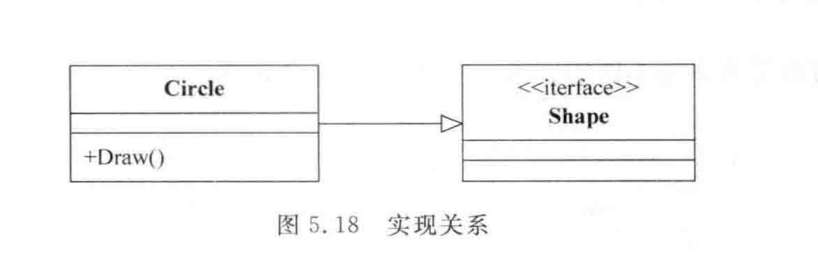 Circle
+Draw()
<<iterface>>
Shape
图 5.18 实现关系